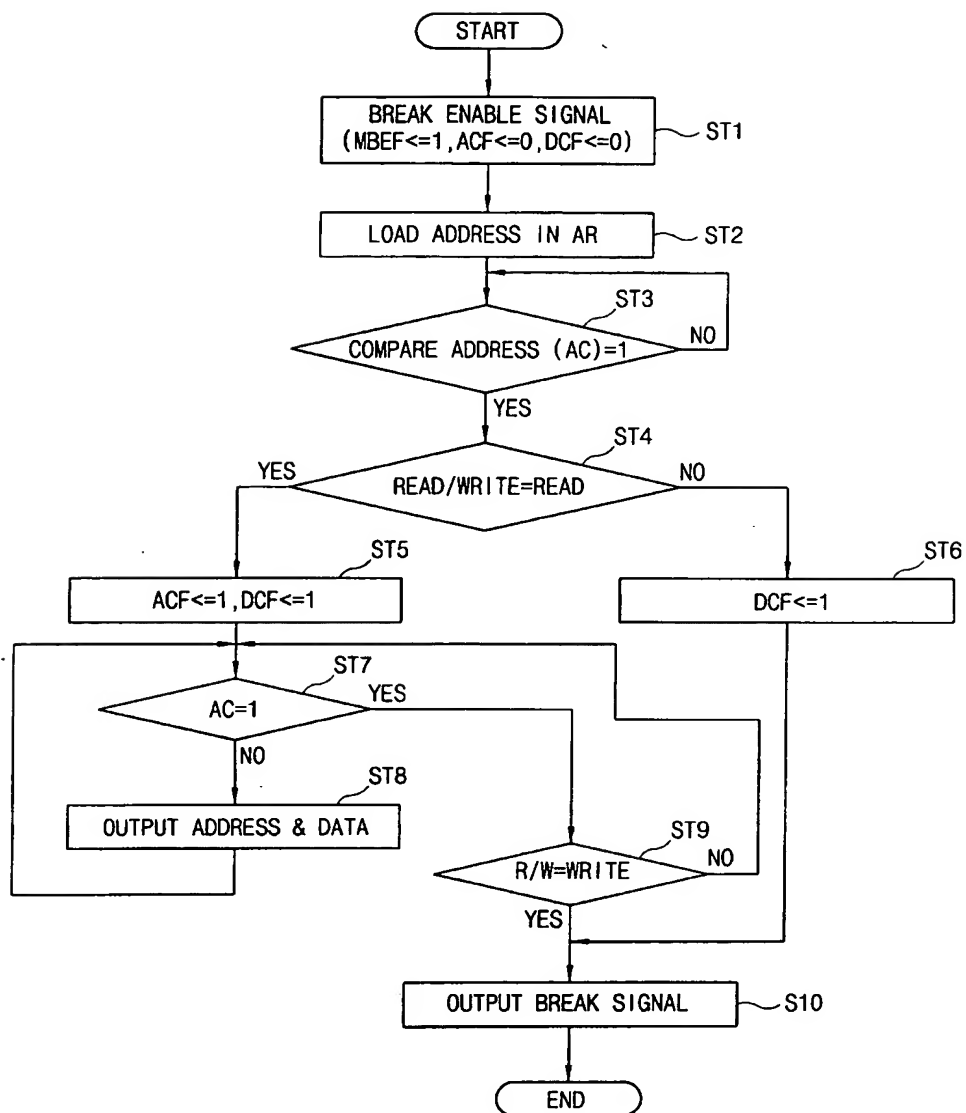 START
BREAK ENABLE SIGNAL
(MBEF<=1,ACF<=0,DCF<=0)
ST1
LOAD ADDRESS IN AR
ST2
ST3
COMPARE ADDRESS (AC)=1
NO
YES
ST4
YES
READ/WRITE=READ
NO
ST5
ACF<=1,DCF<=1
ST6
DCF<=1
ST7
AC=1
YES
NO
ST8
OUTPUT ADDRESS & DATA
ST9
R/W=WRITE
NO
YES
OUTPUT BREAK SIGNAL
S10
END